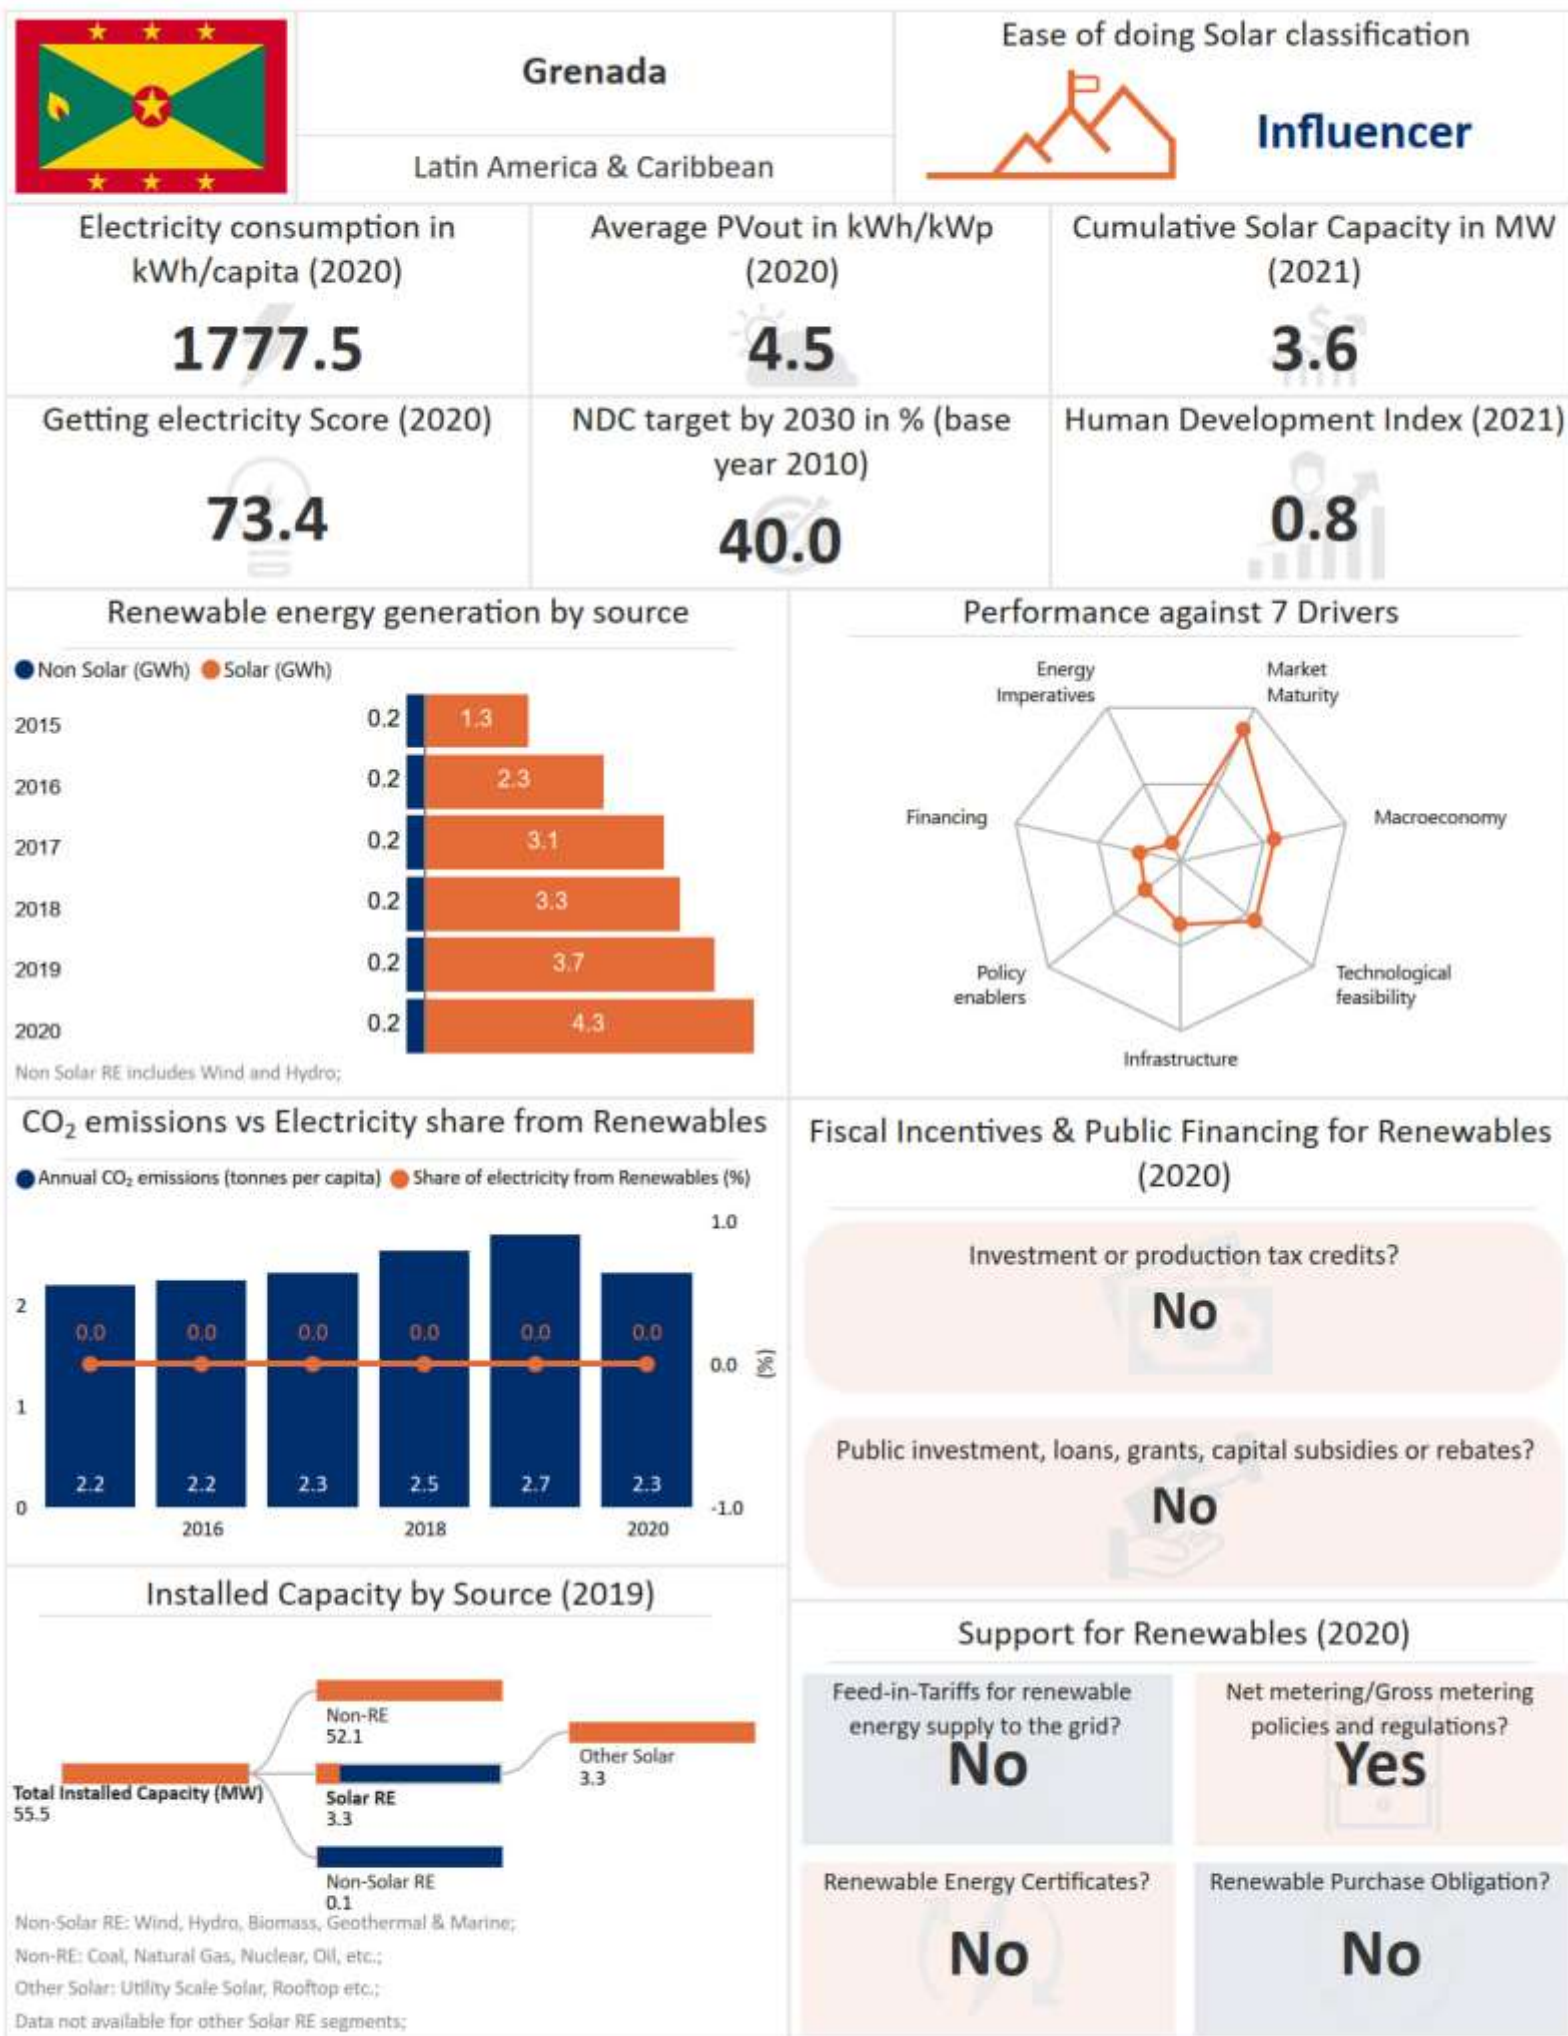 Grenada
Latin America & Caribbean
Ease of doing Solar classification
Influencer
Electricity consumption in
kWh/capita (2020)
1777.5
Average PVout in kWh/kWp
(2020)
4.5
Cumulative Solar Capacity in MW
(2021)
3.6
Getting electricity Score (2020)
73.4
NDC target by 2030 in % (base
year 2010)
40.0
Human Development Index (2021)
0.8
Renewable energy generation by source
Non Solar (GWh) Solar (GWh)
2015 0.2 1.3
2016 0.2 2.3
2017 0.2 3.1
2018 0.2 3.3
2019 0.2 3.7
2020 0.2 4.3
Non Solar RE includes Wind and Hydro;
Performance against 7 Drivers
Energy
Imperatives
Market
Maturity
Financing
Macroeconomy
Policy
enablers
Technological
feasibility
Infrastructure
CO₂ emissions vs Electricity share from Renewables
Annual CO₂ emissions (tonnes per capita) Share of electricity from Renewables (%)
1.0
2
0.0 0.0 0.0 0.0 0.0 0.0
0.0 (%)
1
2.2 2.2 2.3 2.5 2.7 2.3
0 -1.0
2016 2018 2020
Fiscal Incentives & Public Financing for Renewables
(2020)
Investment or production tax credits?
No
Public investment, loans, grants, capital subsidies or rebates?
No
Installed Capacity by Source (2019)
Non-RE
52.1
Total Installed Capacity (MW)
55.5
Solar RE
3.3
Other Solar
3.3
Non-Solar RE
0.1
Non-Solar RE: Wind, Hydro, Biomass, Geothermal & Marine;
Non-RE: Coal, Natural Gas, Nuclear, Oil, etc.;
Other Solar: Utility Scale Solar, Rooftop etc.;
Data not available for other Solar RE segments;
Support for Renewables (2020)
Feed-in-Tariffs for renewable
energy supply to the grid?
No
Net metering/Gross metering
policies and regulations?
Yes
Renewable Energy Certificates?
No
Renewable Purchase Obligation?
No